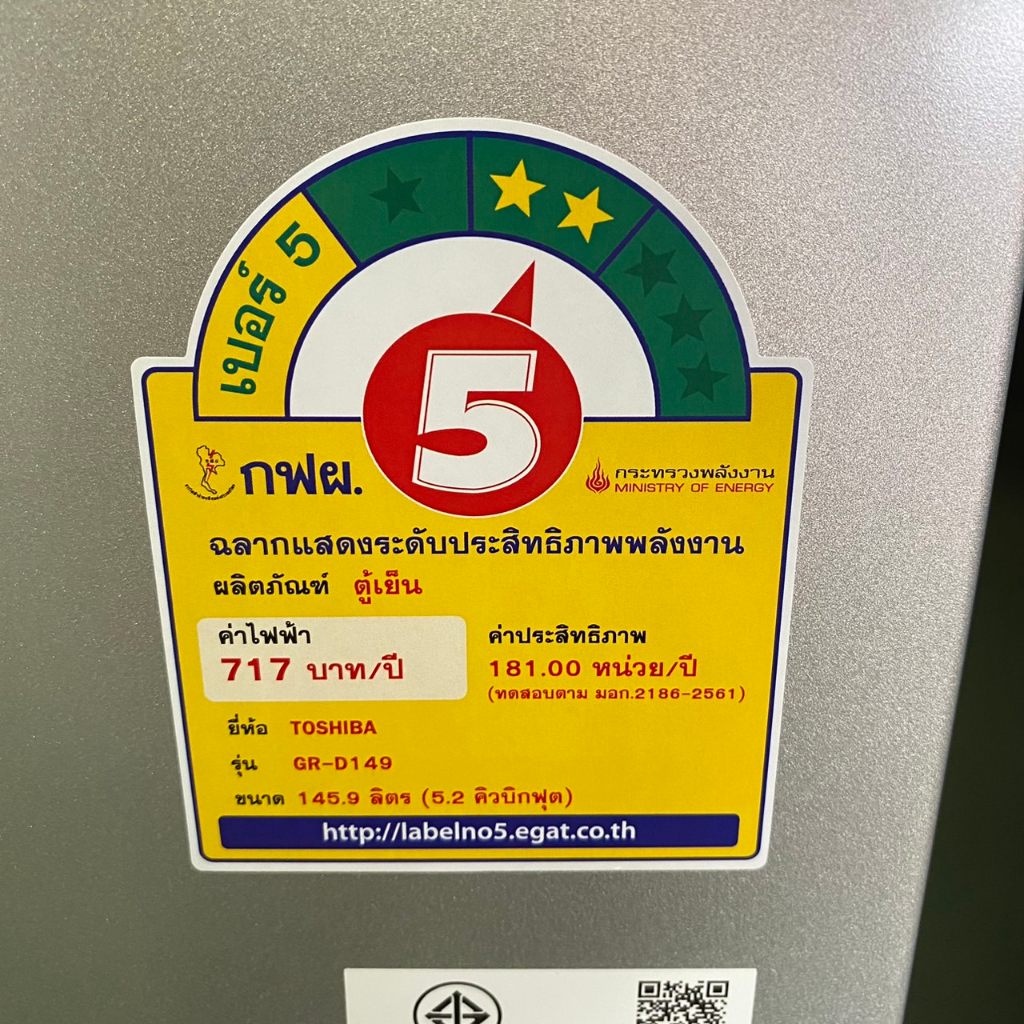 เบอร์ 5
5
กฟผ.
กระทรวงพลังงาน
MINISTRY OF ENERGY
ฉลากแสดงระดับประสิทธิภาพพลังงาน
ผลิตภัณฑ์ ตู้เย็น
ค่าไฟฟ้า
717 บาท/ปี
ค่าประสิทธิภาพ
181.00 หน่วย/ปี
(ทดสอบตาม มอก.2186-2561)
ยี่ห้อ TOSHIBA
รุ่น GR-D149
ขนาด 145.9 ลิตร (5.2 คิวบิกฟุต)
http://labelno5.egat.co.th